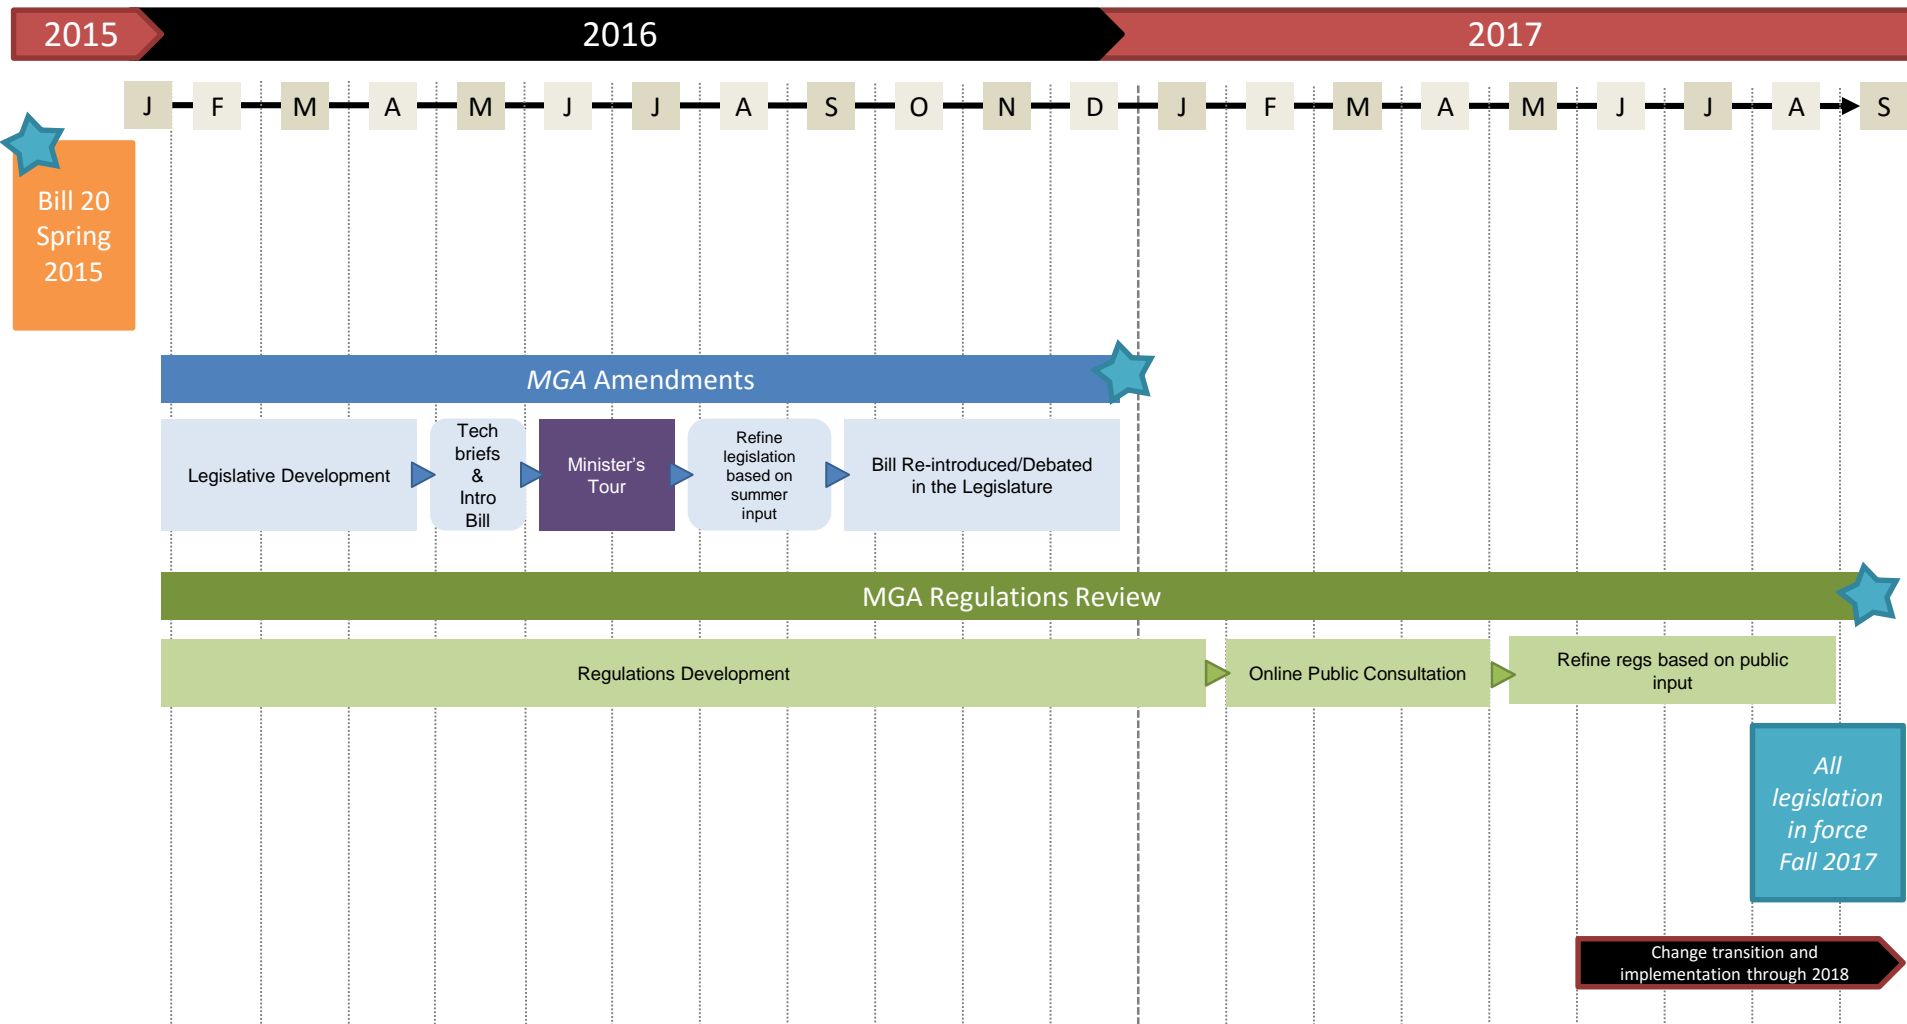 2015
2016
2017
J F M A M J J A S O N D J F M A M J J A S
Bill 20
Spring
2015
MGA Amendments
Legislative Development
Tech
briefs
&
Intro
Bill
Minister's
Tour
Refine
legislation
based on
summer
input
Bill Re-introduced/Debated
in the Legislature
MGA Regulations Review
Regulations Development
Online Public Consultation
Refine regs based on public
input
All
legislation
in force
Fall 2017
Change transition and
implementation through 2018